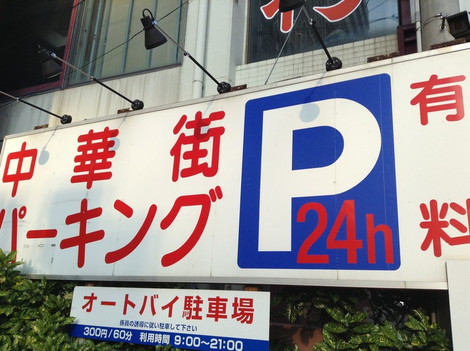 中華街
パーキング
P
24h
有料
オートバイ駐車場
係員の誘導に従い駐車して下さい
300円/60分 利用時間 9:00~21:00